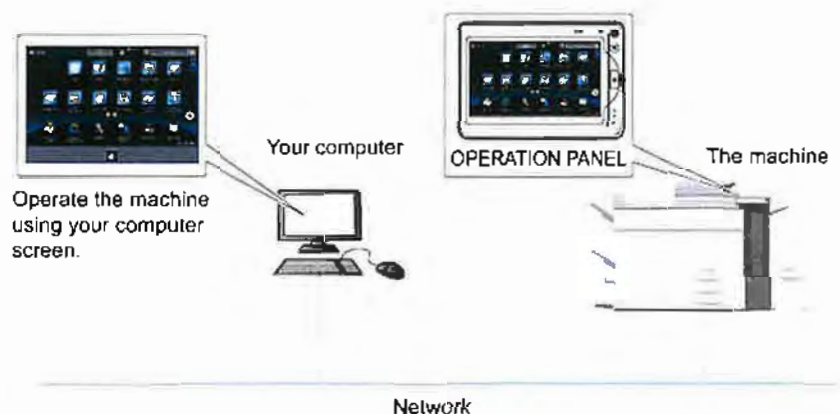 Your computer
OPERATION PANEL
The machine
Operate the machine
using your computer
screen.
Network